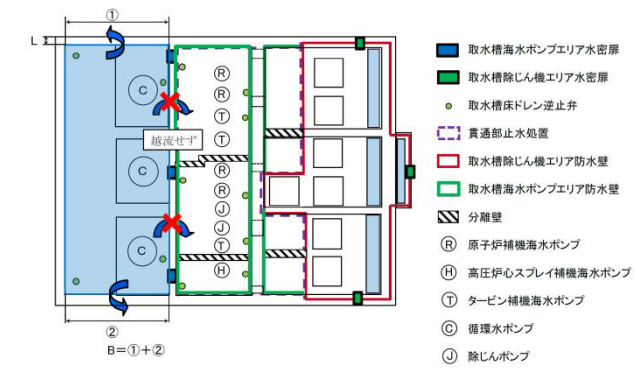 ①
L
C
C
C
越流せず
R
R
T
T
R
R
J
J
T
H
②
B=①+②
取水槽海水ポンプエリア水密扉
取水槽除じん機エリア水密扉
取水槽床ドレン逆止弁
貫通部止水処置
取水槽除じん機エリア防水壁
取水槽海水ポンプエリア防水壁
分離壁
R 原子炉補機海水ポンプ
H 高圧炉心スプレイ補機海水ポンプ
T タービン補機海水ポンプ
C 循環水ポンプ
J 除じんポンプ